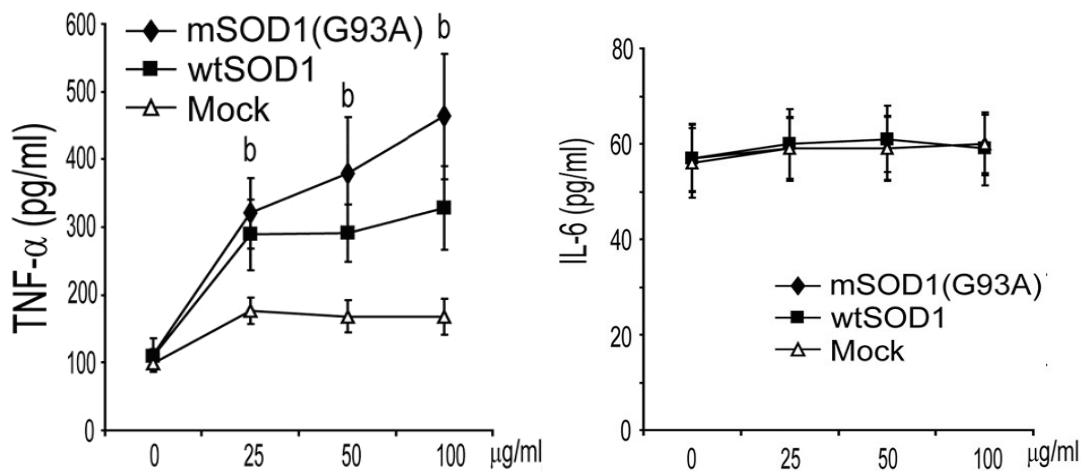 600
500
400
300
200
100
0
TNF-α (pg/ml)
mSOD1(G93A)
wtSOD1
Mock
b
b
b
0 25 50 100 μg/ml
80
60
40
20
0
IL-6 (pg/ml)
mSOD1(G93A)
wtSOD1
Mock
0 25 50 100 μg/ml